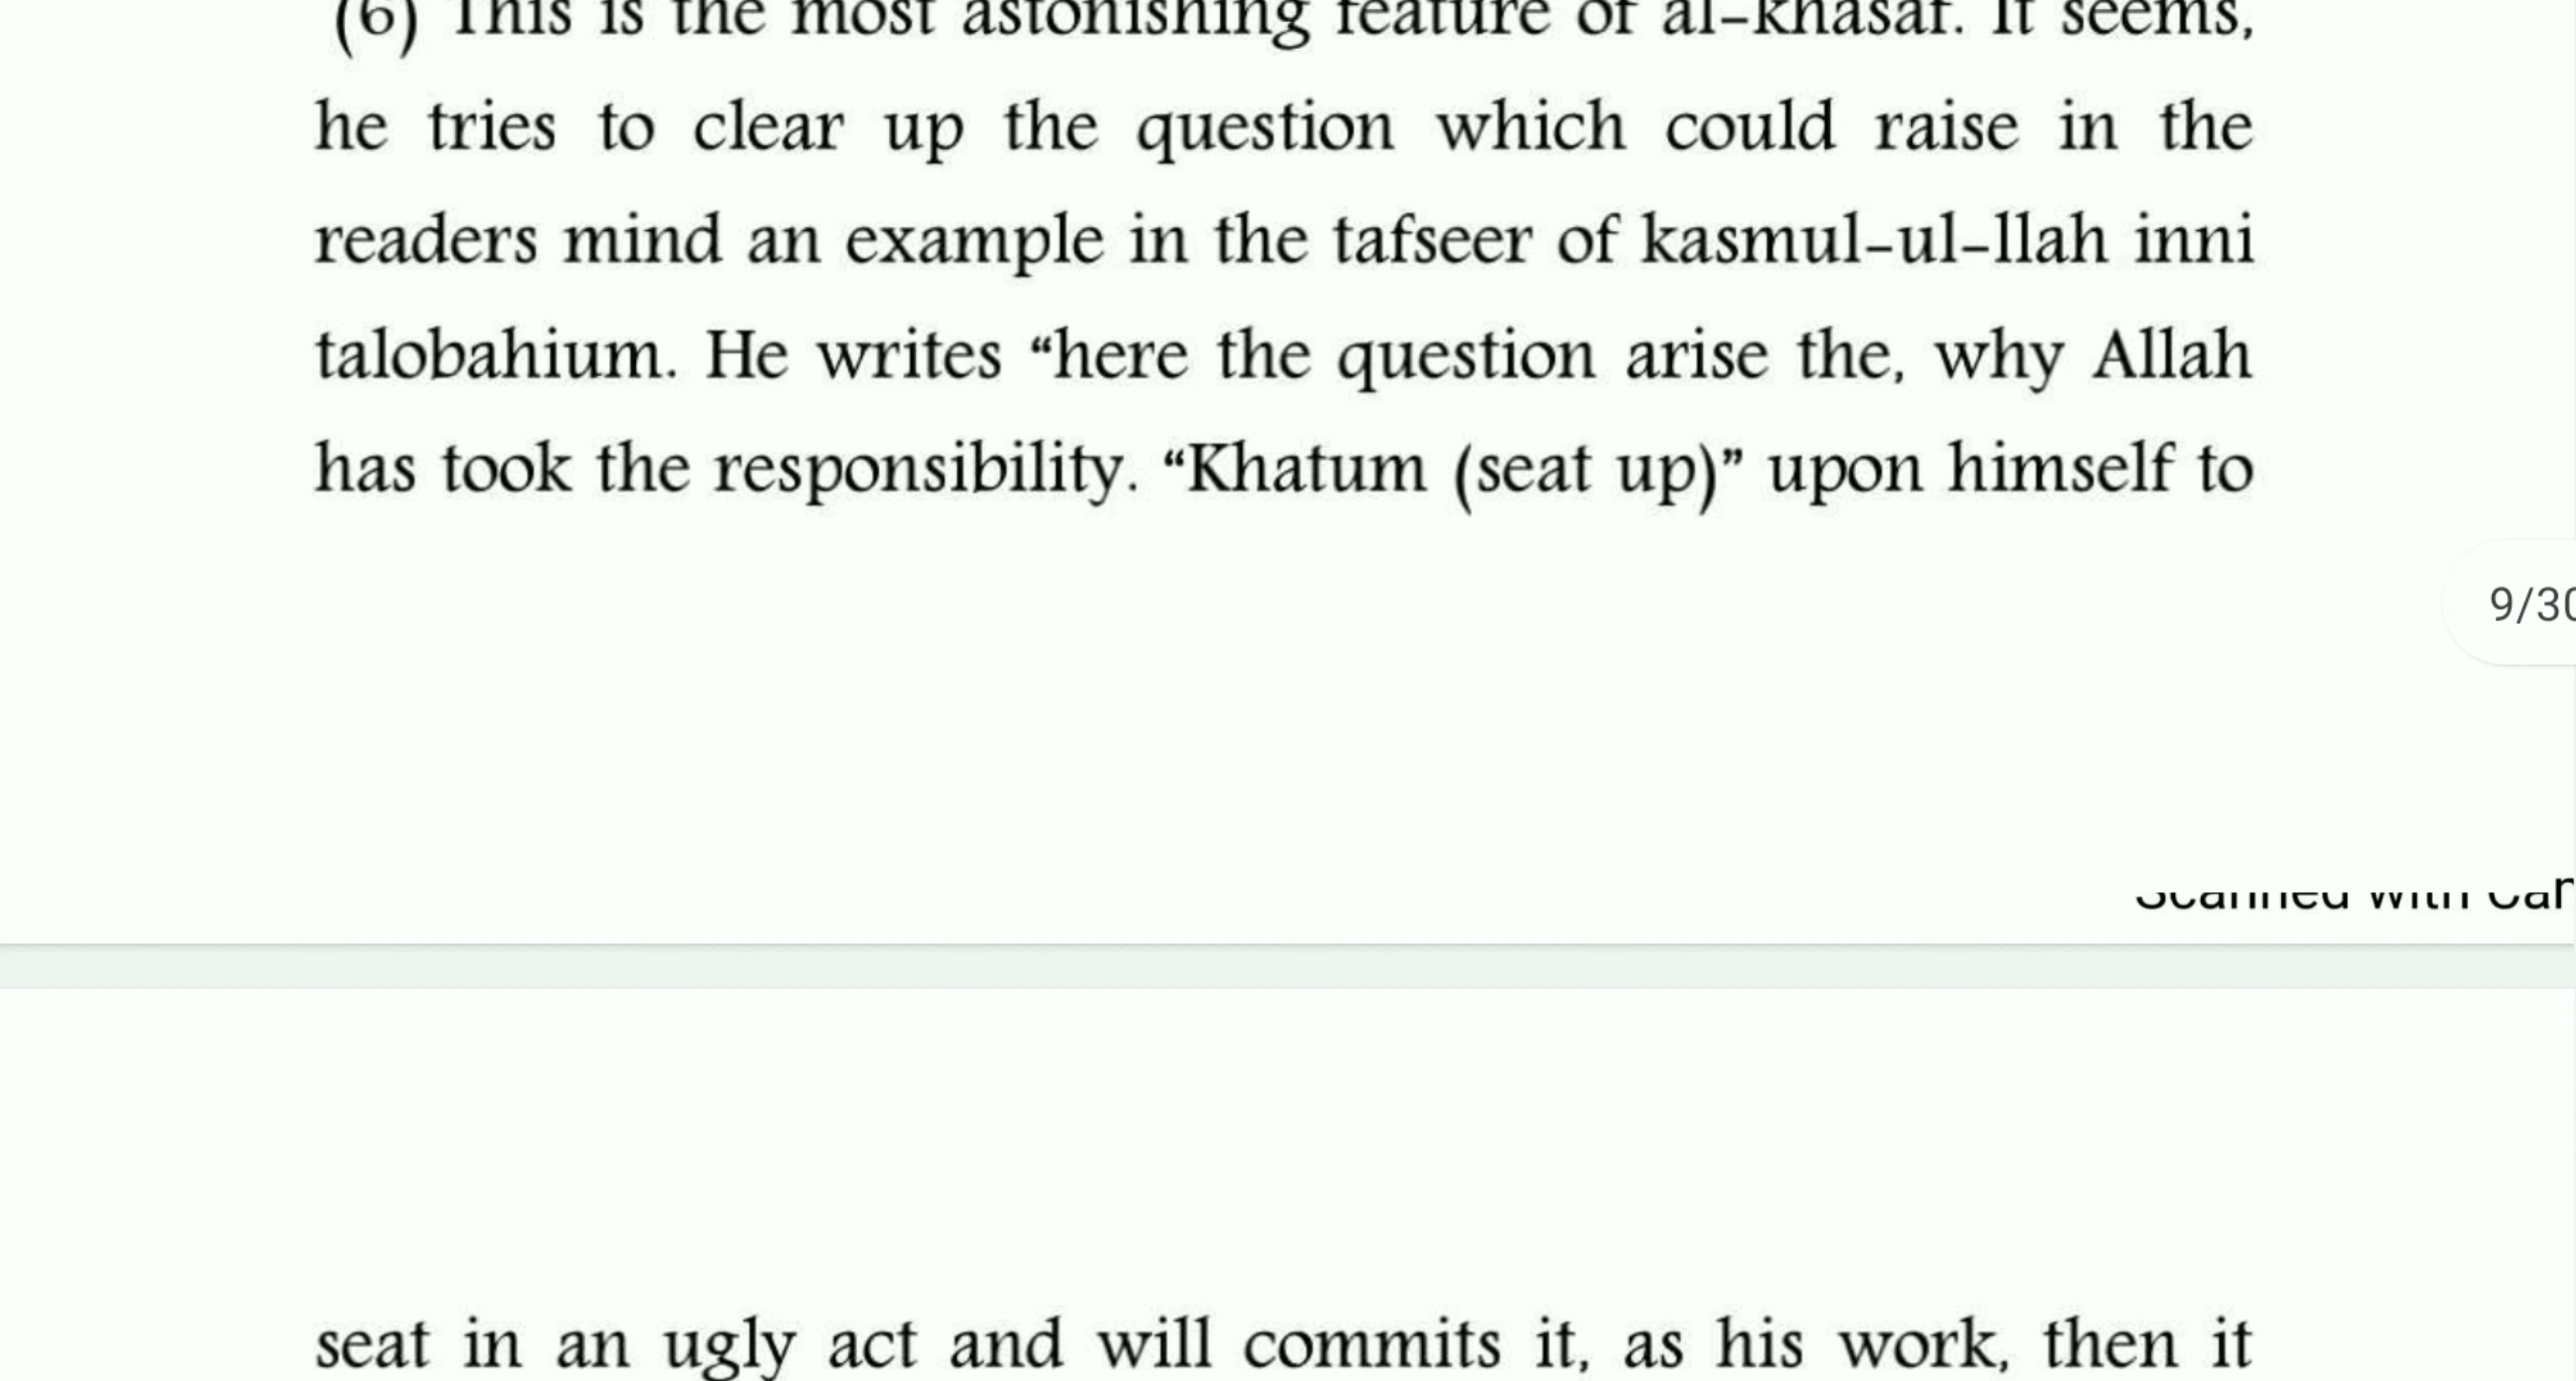 (6) This is the most astonishing feature of al-khasaf. It seems,
he tries to clear up the question which could raise in the
readers mind an example in the tafseer of kasmul-ul-llah inni
talobahium. He writes “here the question arise the, why Allah
has took the responsibility. “Khatum (seat up)” upon himself to
9/30
Scanned with Cam
seat in an ugly act and will commits it, as his work, then it